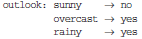 outlook: sunny → no
overcast → yes
rainy → yes